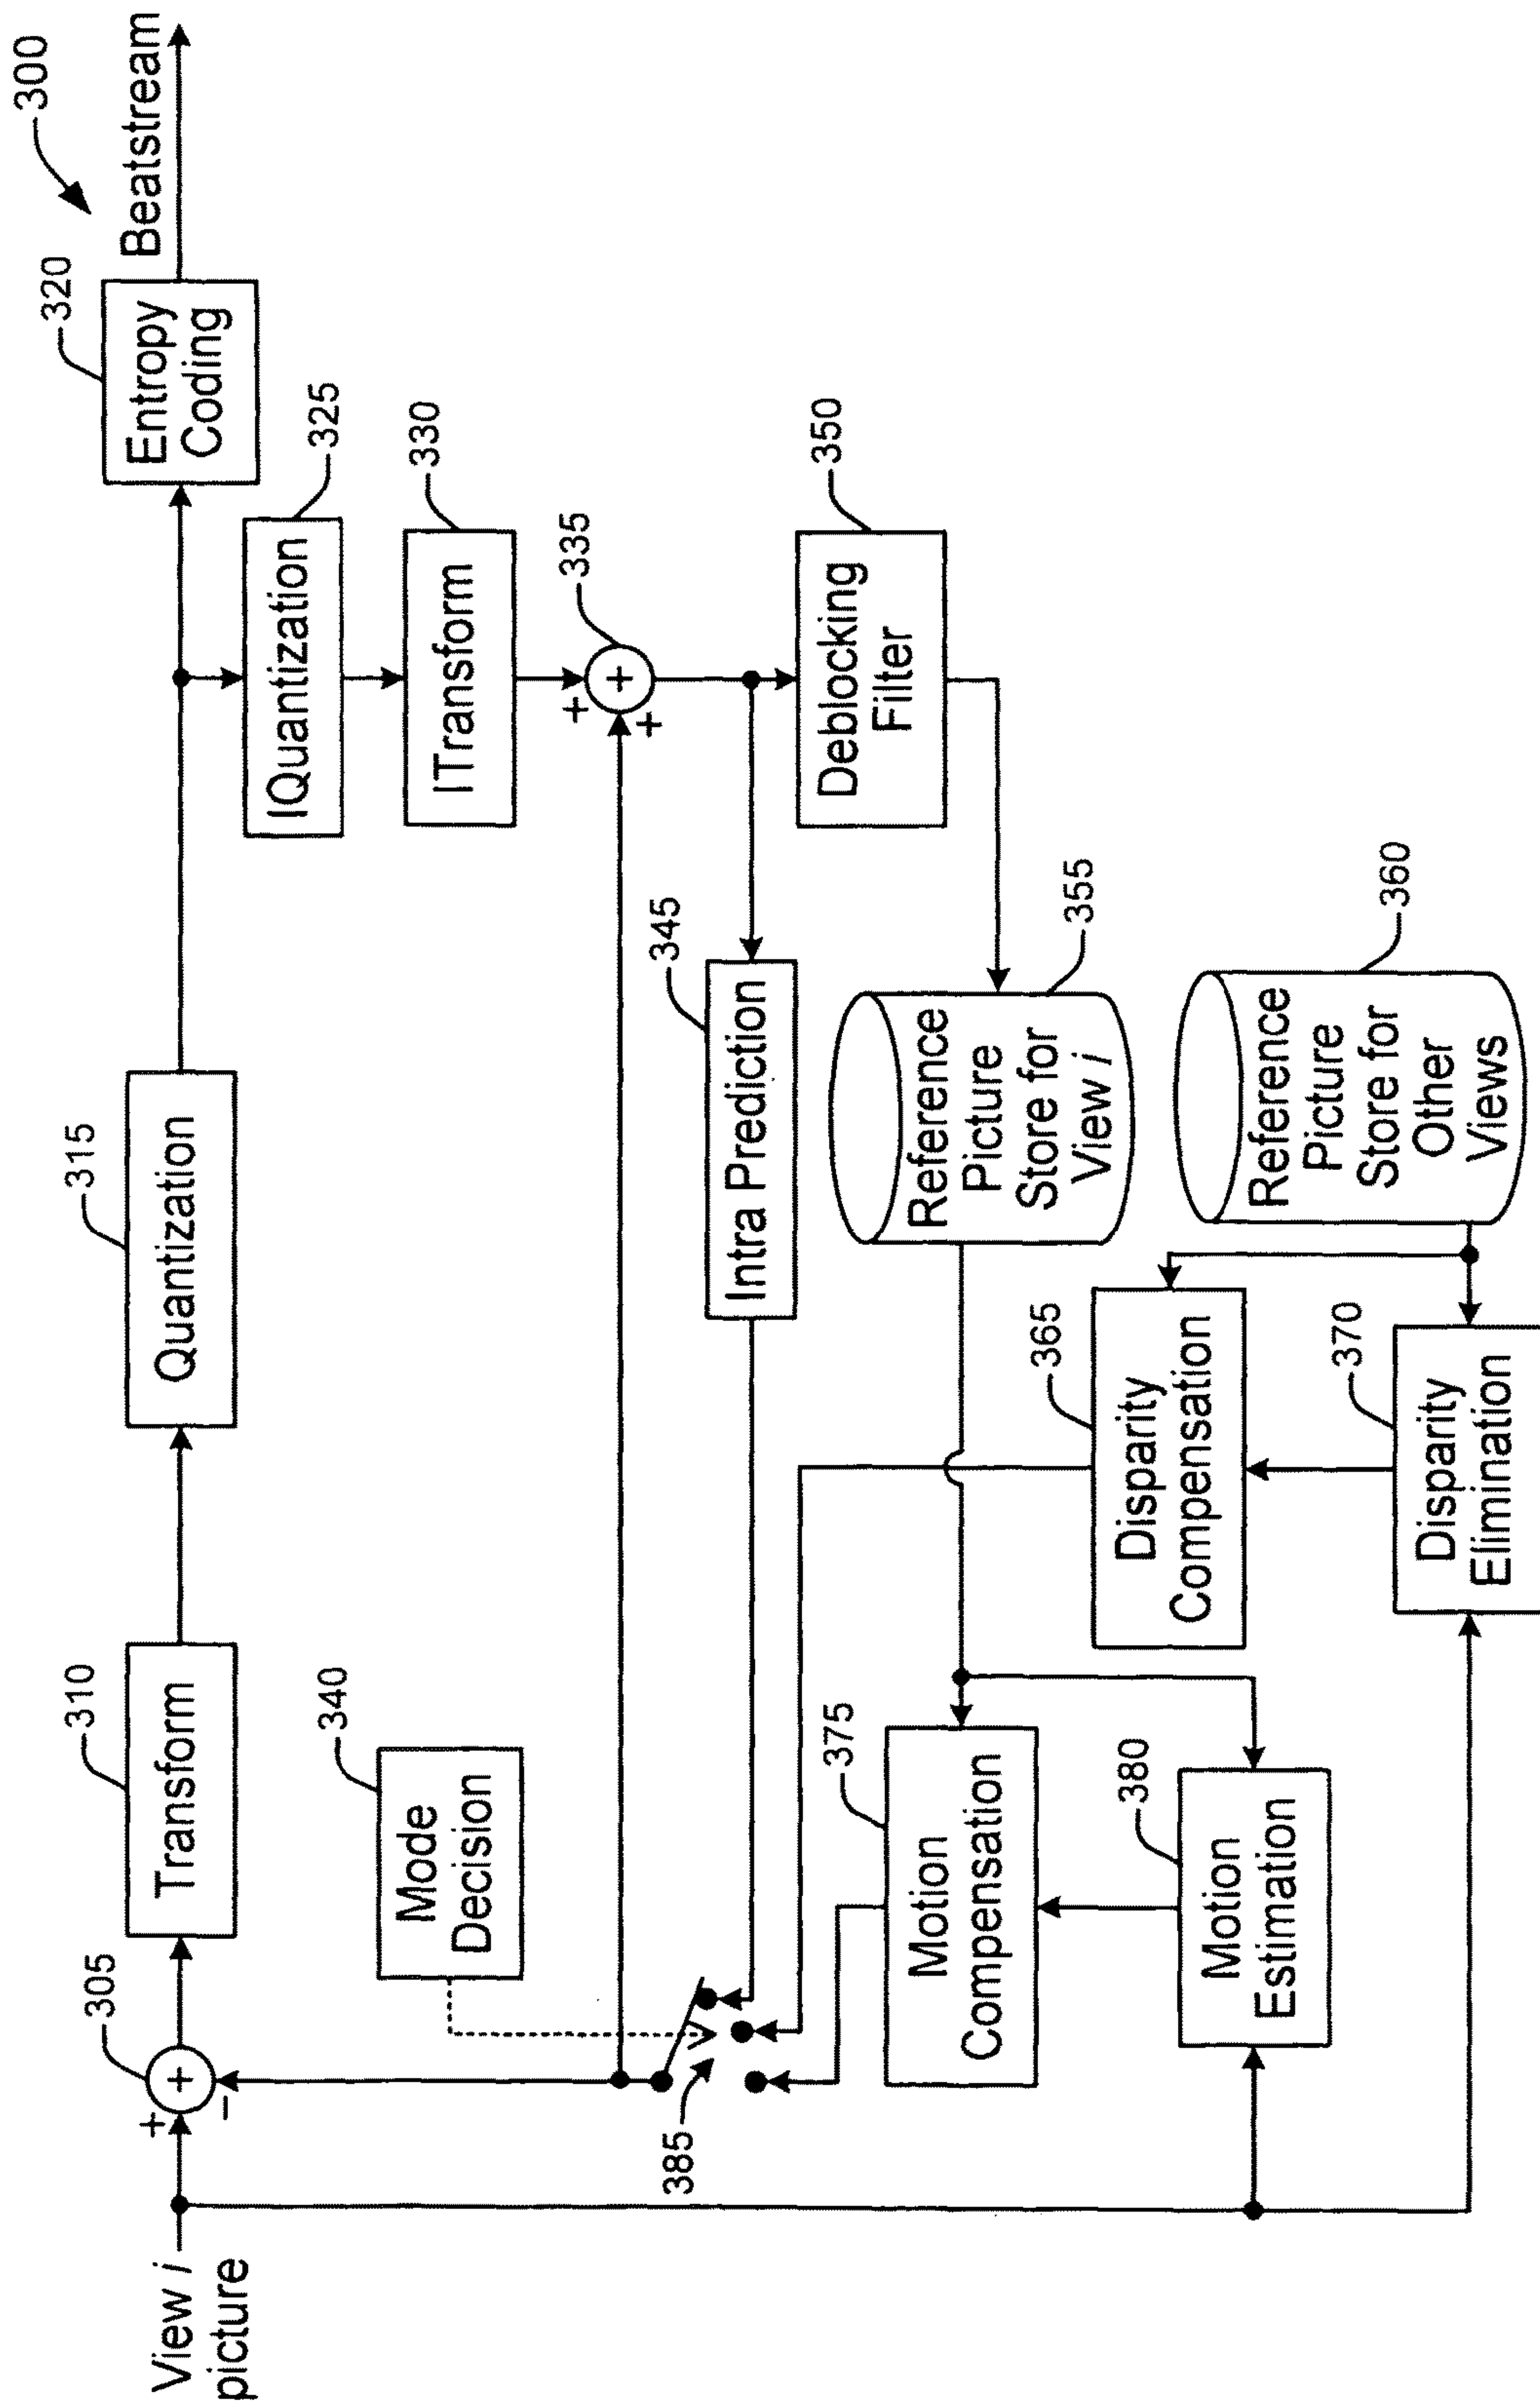 300
View i
picture
+
-
+
305
Transform
310
Quantization
315
Entropy
Coding
320
Beatstream
IQuantization
325
ITransform
330
+
+
+
335
Mode
Decision
340
385
Intra Prediction
345
Deblocking
Filter
350
Reference
Picture
Store for
View i
355
Reference
Picture
Store for
Other
Views
360
Disparity
Compensation
365
Disparity
Elimination
370
Motion
Compensation
375
Motion
Estimation
380